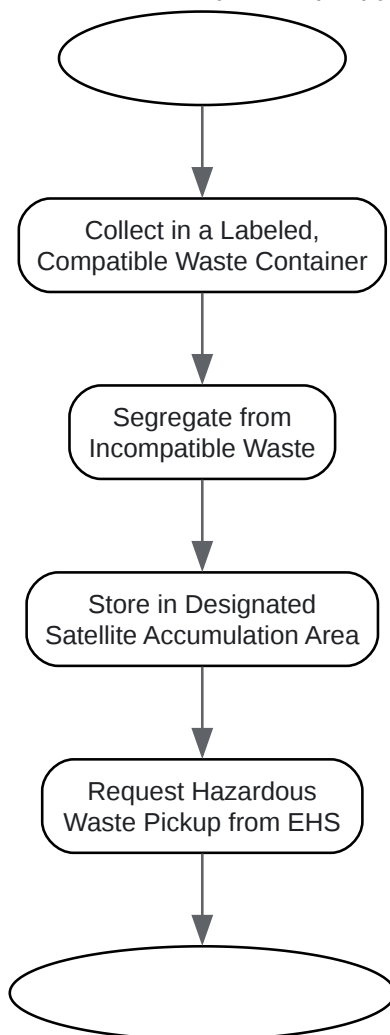 Collect in a Labeled,
Compatible Waste Container
Segregate from
Incompatible Waste
Store in Designated
Satellite Accumulation Area
Request Hazardous
Waste Pickup from EHS